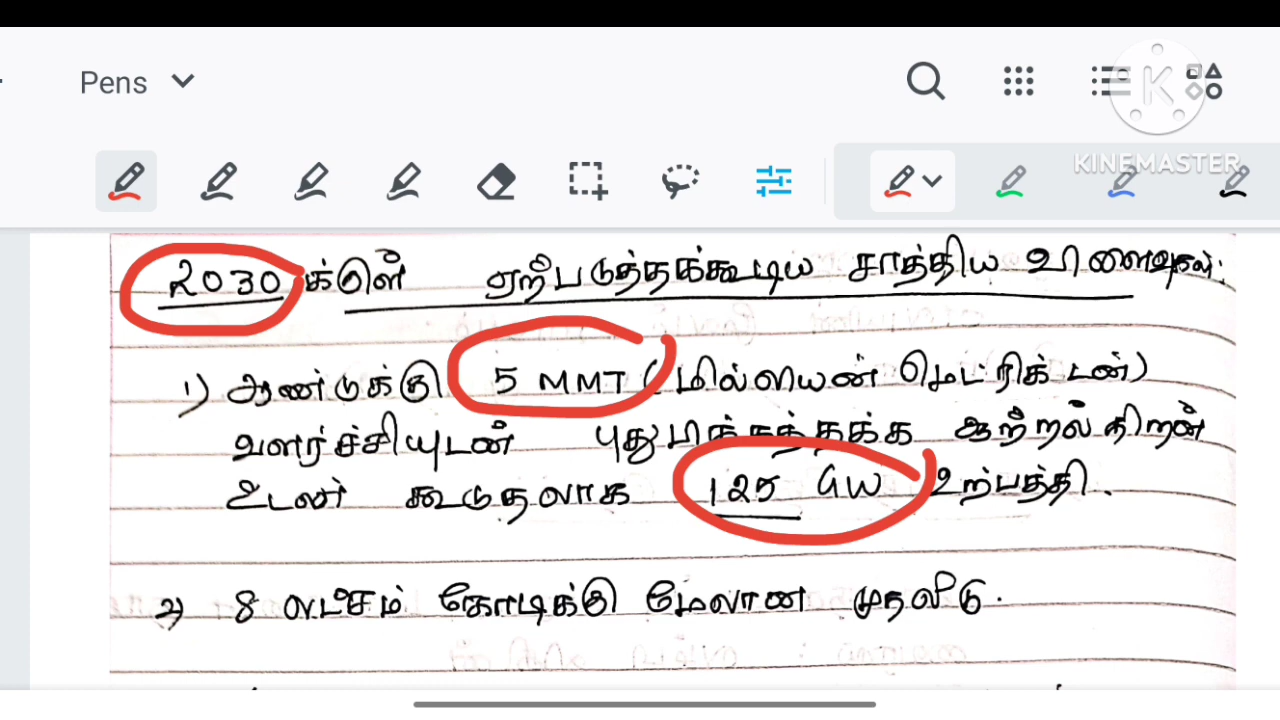 Pens
KINEMASTER
2030 க்குள் ஏற்படுத்தக்கூடிய சாத்திய விளைவுகள்:
1) ஆண்டுக்கு 5 MMT (மில்லியன் மெட்ரிக் டன்)
வளர்ச்சியுடன் புதுபிக்கத்தக்க ஆற்றல் திறன்
உடன் கூடுதலாக 125 GW உற்பத்தி.
2) 8 லட்சம் கோடிக்கு மேலான முதலீடு.